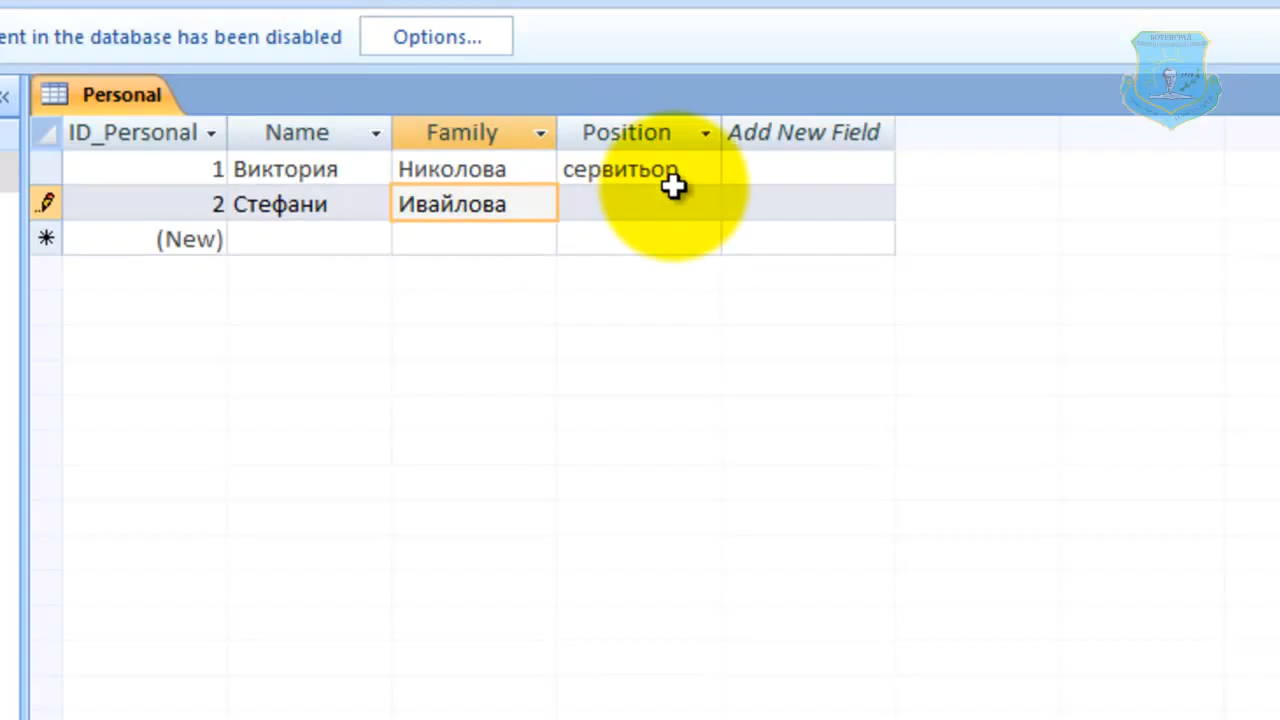 ent in the database has been disabled Options...
БОТЕВГРАД
Personal
ID_Personal Name Family Position Add New Field
1 Виктория Николова сервитьор
2 Стефани Ивайлова
(New)